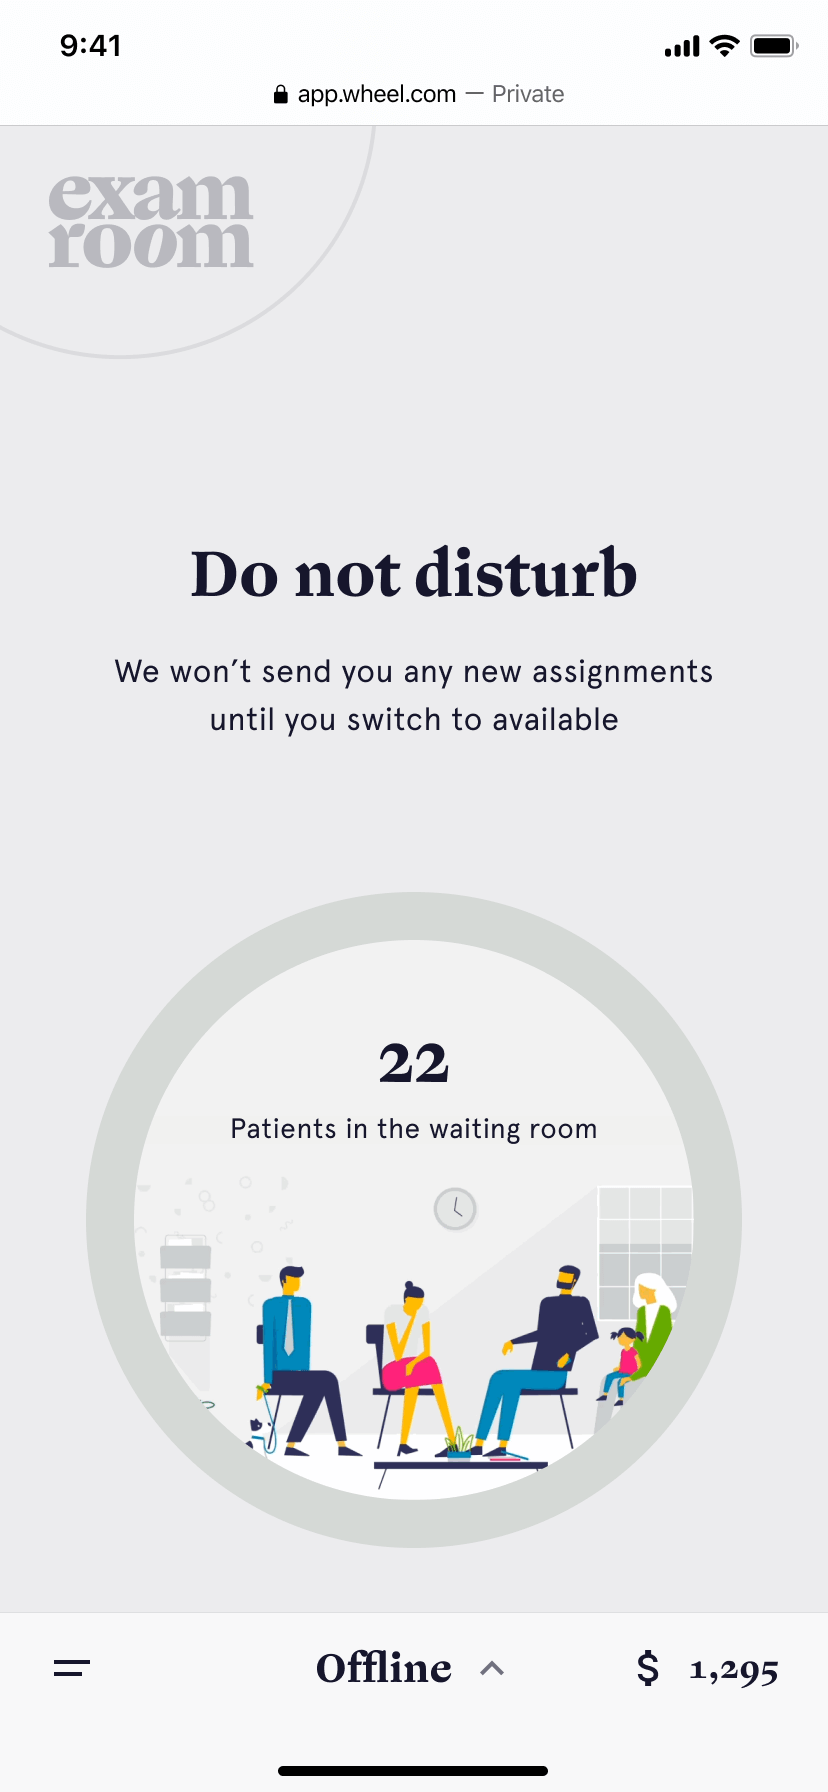 9:41
app.wheel.com — Private
exam
room
Do not disturb
We won’t send you any new assignments
until you switch to available
22
Patients in the waiting room
Offline
$ 1,295